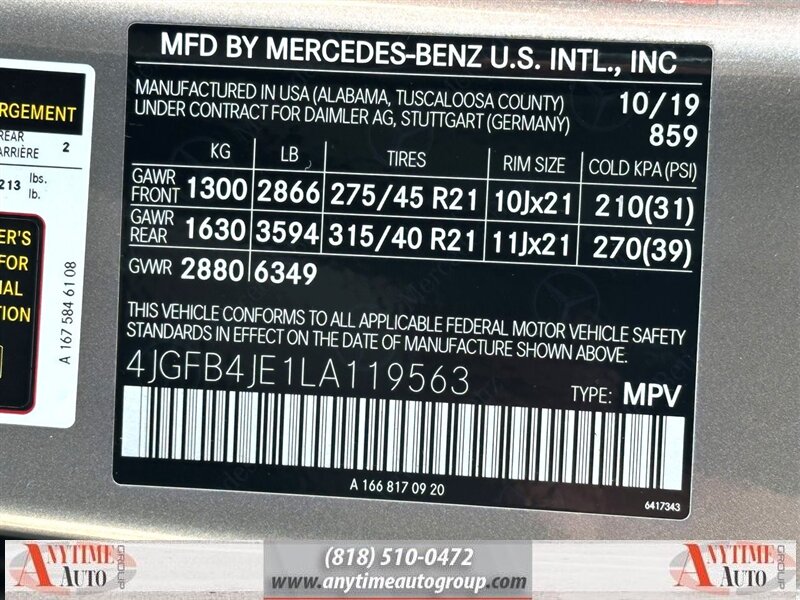 MFD BY MERCEDES-BENZ U.S. INTL., INC
MANUFACTURED IN USA (ALABAMA, TUSCALOOSA COUNTY) 10/19
UNDER CONTRACT FOR DAIMLER AG, STUTTGART (GERMANY) 859
KG LB TIRES RIM SIZE COLD KPA (PSI)
GAWR FRONT 1300 2866 275/45 R21 10Jx21 210(31)
GAWR REAR 1630 3594 315/40 R21 11Jx21 270(39)
GVWR 2880 6349
THIS VEHICLE CONFORMS TO ALL APPLICABLE FEDERAL MOTOR VEHICLE SAFETY
STANDARDS IN EFFECT ON THE DATE OF MANUFACTURE SHOWN ABOVE.
4JGFB4JE1LA119563 TYPE: MPV
A 166 817 09 20
6417343
ARGEMENT
REAR
ARRIÈRE 2
213 lbs.
lb.
ER'S
FOR
IAL
TION
A 167 584 61 08
ANYTIME
AUTO
GROUP
(818) 510-0472
www.anytimeautogroup.com
ANYTIME
AUTO
GROUP